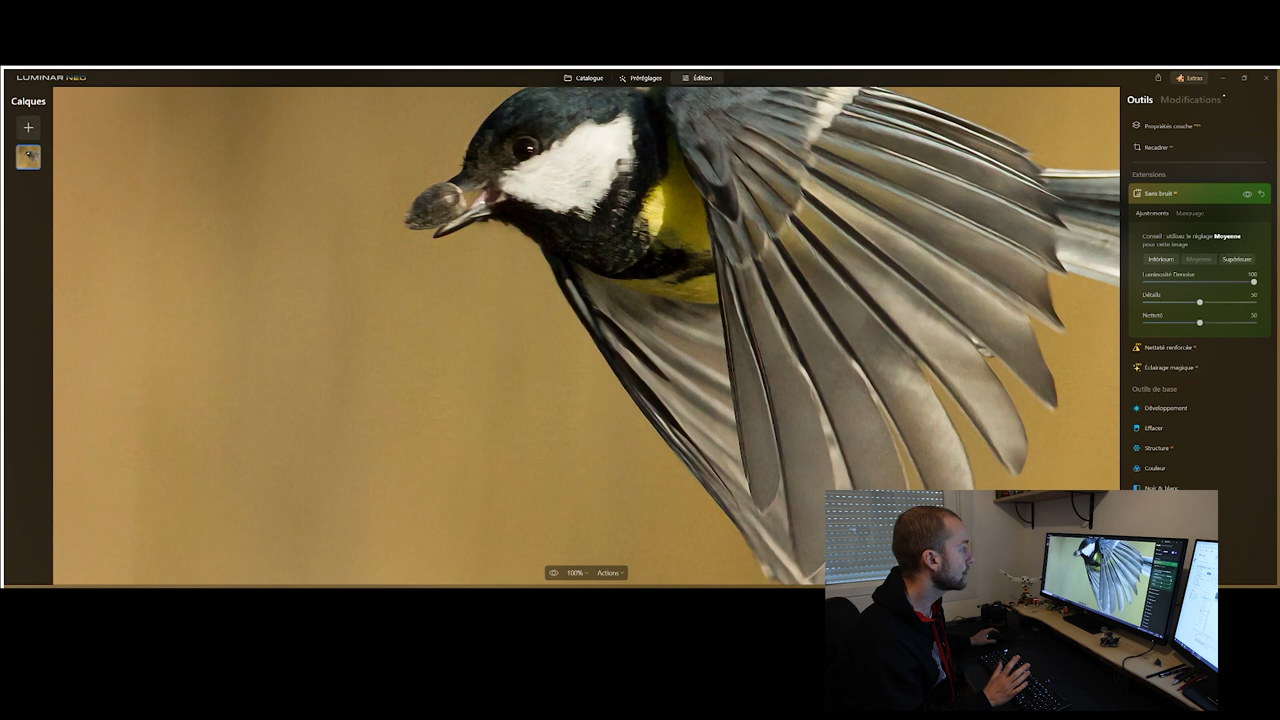 LUMINAR NEO
Catalogue
Préréglages
Édition
Extras
Calques
Outils Modifications
Propriétés couche
Recadrer
Extensions
Sans bruit
Ajustements Masquage
Conseil : utilisez le réglage Moyenne
pour cette image
Inférieure Moyenne Supérieure
Luminosité Denoise 100
Détails 50
Netteté 50
Netteté renforcée
Éclairage magique
Outils de base
Développement
Effacer
Structure
Couleur
Noir & blanc
100% Actions